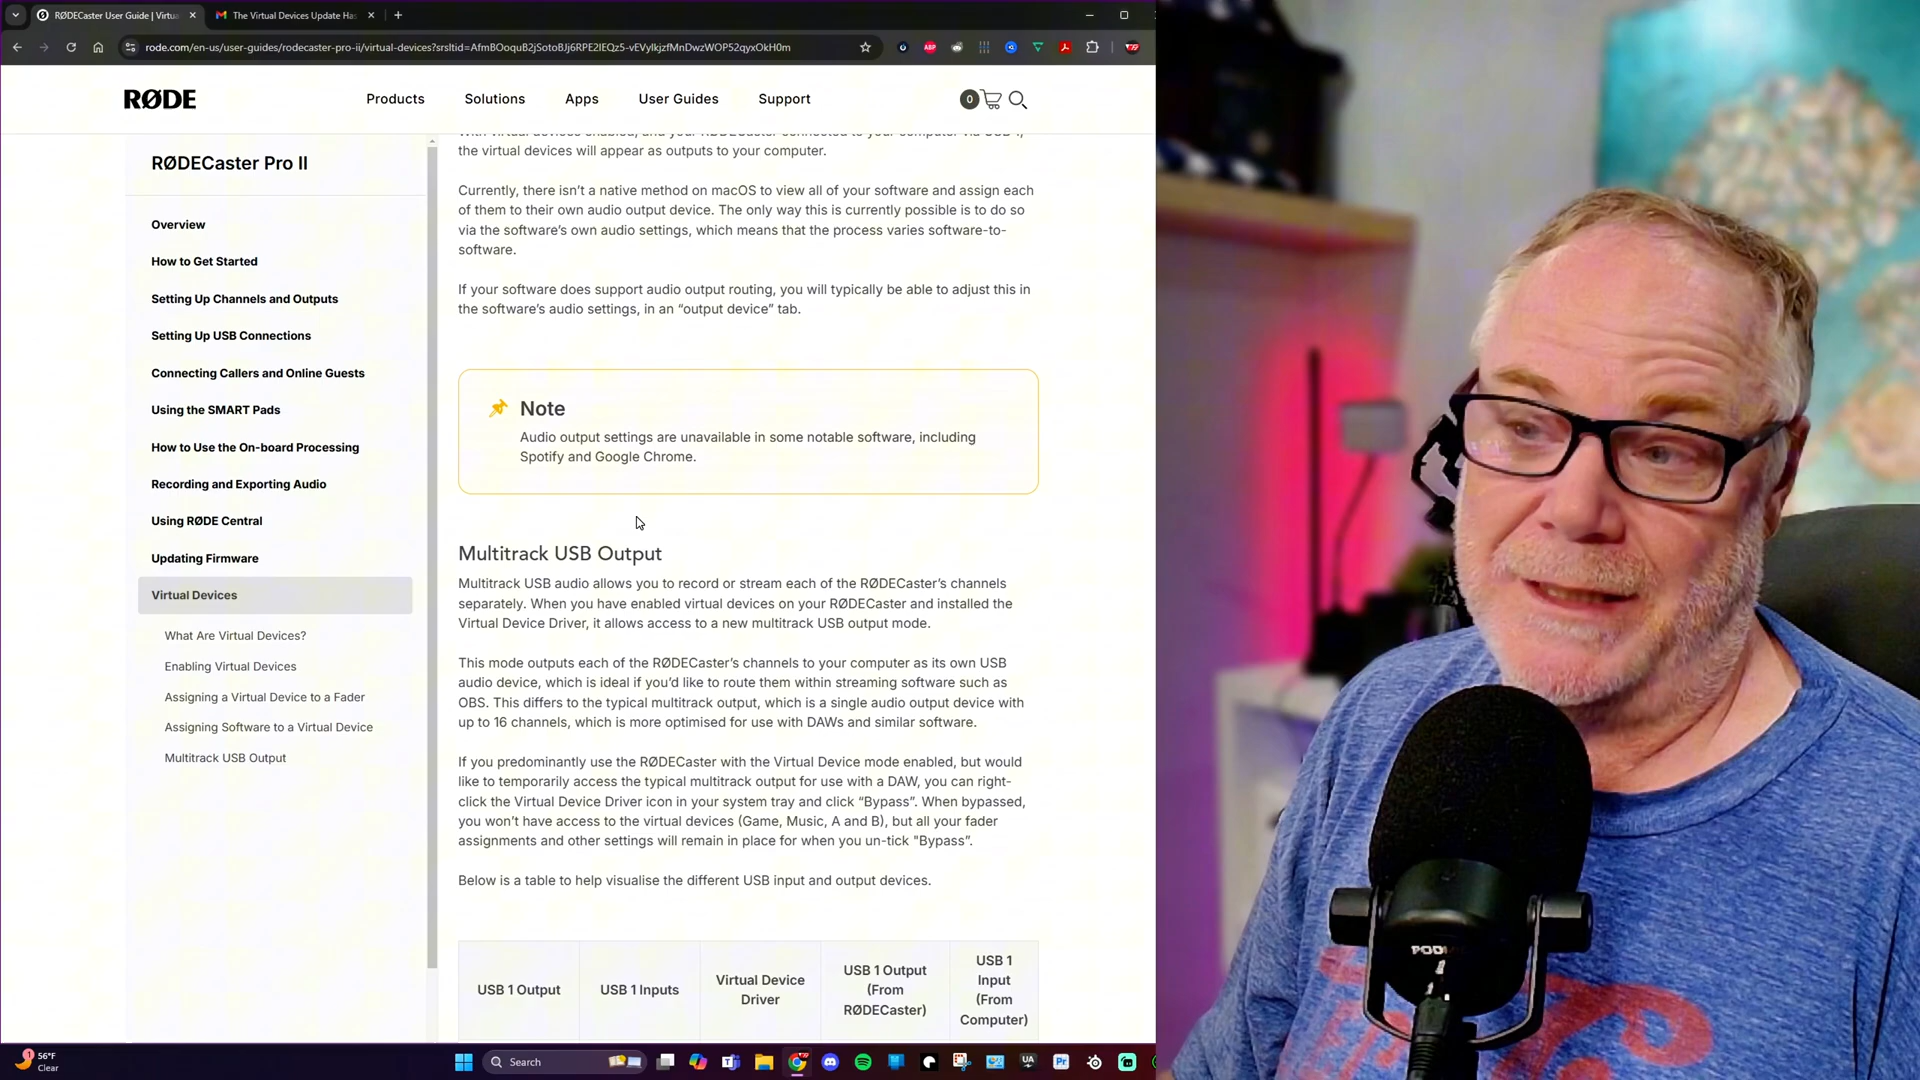 RØDECaster User Guide | Virtu
The Virtual Devices Update Has
rode.com/en-us/user-guides/rodecaster-pro-ii/virtual-devices?srsltid=AfmBOoquB2jSotoBJj6RPE2IEQz5-vEVylkjzfMnDwzWOP52qyxOkH0m
ABP
RØDE
Products
Solutions
Apps
User Guides
Support
0
RØDECaster Pro II
Overview
How to Get Started
Setting Up Channels and Outputs
Setting Up USB Connections
Connecting Callers and Online Guests
Using the SMART Pads
How to Use the On-board Processing
Recording and Exporting Audio
Using RØDE Central
Updating Firmware
Virtual Devices
What Are Virtual Devices?
Enabling Virtual Devices
Assigning a Virtual Device to a Fader
Assigning Software to a Virtual Device
Multitrack USB Output
With virtual devices enabled, and your RØDECaster connected to your computer via USB 1,
the virtual devices will appear as outputs to your computer.
Currently, there isn't a native method on macOS to view all of your software and assign each
of them to their own audio output device. The only way this is currently possible is to do so
via the software's own audio settings, which means that the process varies software-to-
software.
If your software does support audio output routing, you will typically be able to adjust this in
the software's audio settings, in an “output device” tab.
Note
Audio output settings are unavailable in some notable software, including
Spotify and Google Chrome.
Multitrack USB Output
Multitrack USB audio allows you to record or stream each of the RØDECaster's channels
separately. When you have enabled virtual devices on your RØDECaster and installed the
Virtual Device Driver, it allows access to a new multitrack USB output mode.
This mode outputs each of the RØDECaster's channels to your computer as its own USB
audio device, which is ideal if you'd like to route them within streaming software such as
OBS. This differs to the typical multitrack output, which is a single audio output device with
up to 16 channels, which is more optimised for use with DAWs and similar software.
If you predominantly use the RØDECaster with the Virtual Device mode enabled, but would
like to temporarily access the typical multitrack output for use with a DAW, you can right-
click the Virtual Device Driver icon in your system tray and click “Bypass”. When bypassed,
you won't have access to the virtual devices (Game, Music, A and B), but all your fader
assignments and other settings will remain in place for when you un-tick "Bypass”.
Below is a table to help visualise the different USB input and output devices.
USB 1 Output
USB 1 Inputs
Virtual Device
Driver
USB 1 Output
(From
RØDECaster)
USB 1
Input
(From
Computer)
1
56°F
Clear
Search
UA
Pr